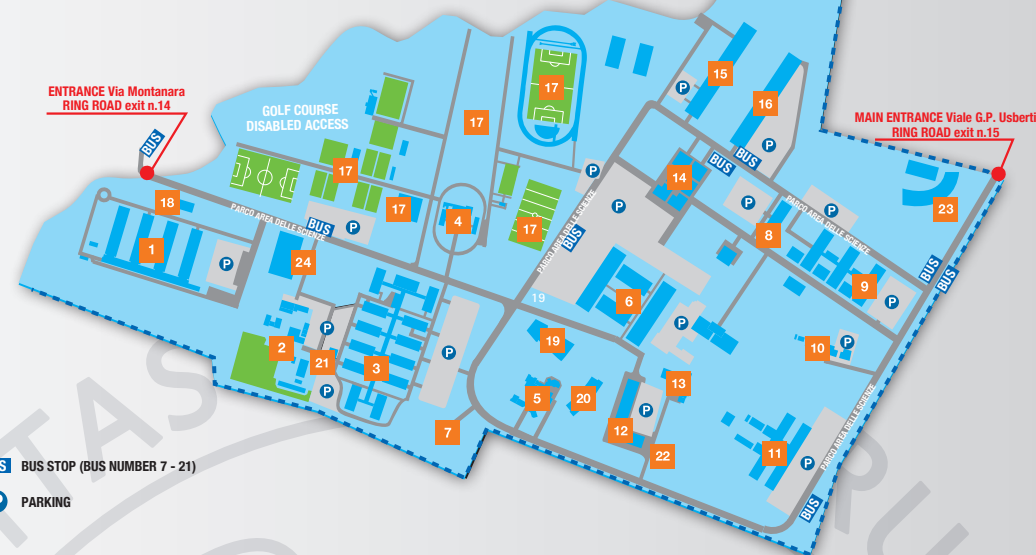 ENTRANCE Via Montanara
RING ROAD exit n.14
BUS
GOLF COURSE
DISABLED ACCESS
17
17
17
15
P
16
P
MAIN ENTRANCE Viale G.P. Usberti
RING ROAD exit n.15
BUS
BUS
14
P
P
18
17
PARCO AREA DELLE SCIENZE
BUS
P
17
4
17
PARCO AREA DELLE SCIENZE
BUS
P
P
PARCO AREA DELLE SCIENZE
8
23
1
P
24
19
6
9
P
BUS
BUS
2
P
21
P
3
P
19
P
10
P
5
20
13
12
P
7
22
11
P
PARCO AREA DELLE SCIENZE
BUS
BUS STOP (BUS NUMBER 7 - 21)
P PARKING